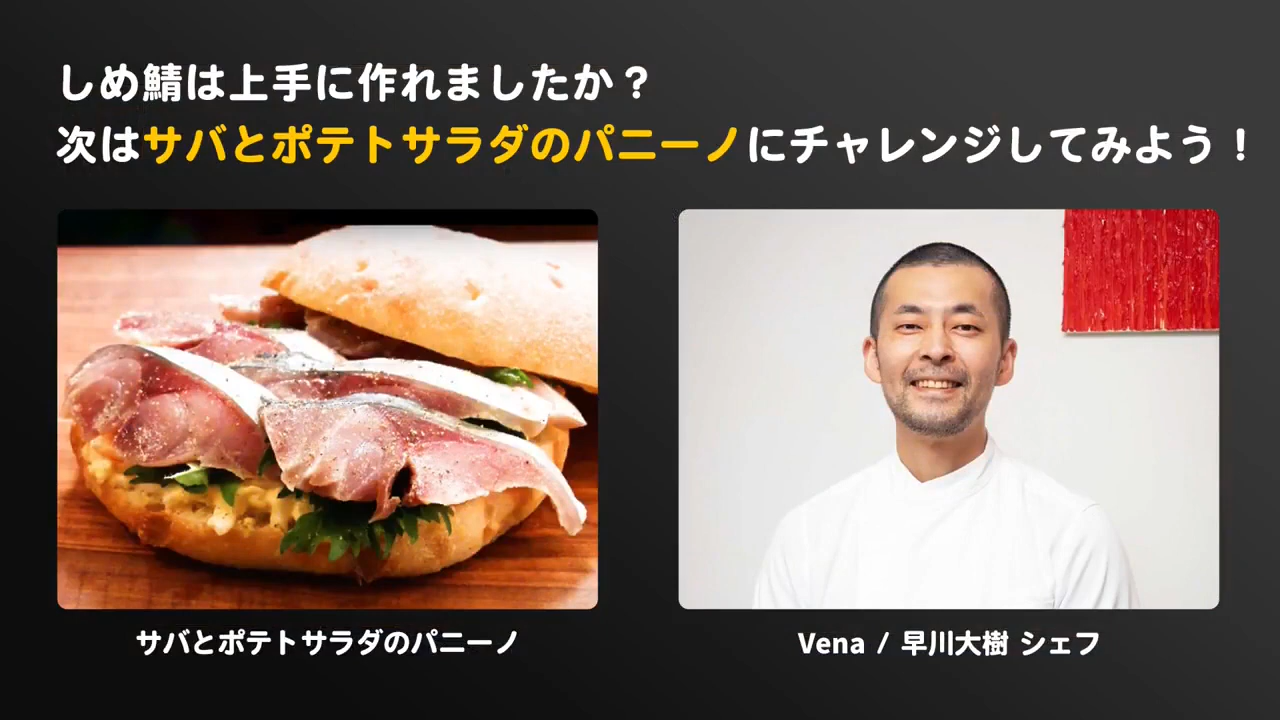 しめ鯖は上手に作れましたか？
次はサバとポテトサラダのパニーノにチャレンジしてみよう！
サバとポテトサラダのパニーノ
Vena / 早川大樹 シェフ